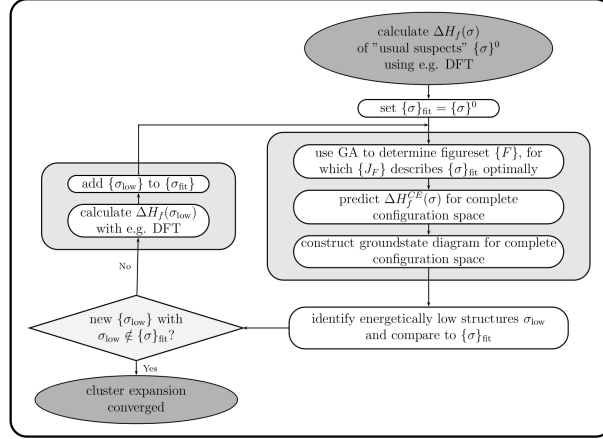 calculate ΔH_f(σ)
of "usual suspects" {σ}^0
using e.g. DFT
set {σ}_fit = {σ}^0
use GA to determine figureset {F}, for
which {J_F} describes {σ}_fit optimally
predict ΔH_f^{CE}(σ) for complete
configuration space
construct groundstate diagram for complete
configuration space
identify energetically low structures σ_low
and compare to {σ}_fit
new {σ_low} with
σ_low ∉ {σ}_fit?
No
calculate ΔH_f(σ_low)
with e.g. DFT
add {σ_low} to {σ_fit}
Yes
cluster expansion
converged